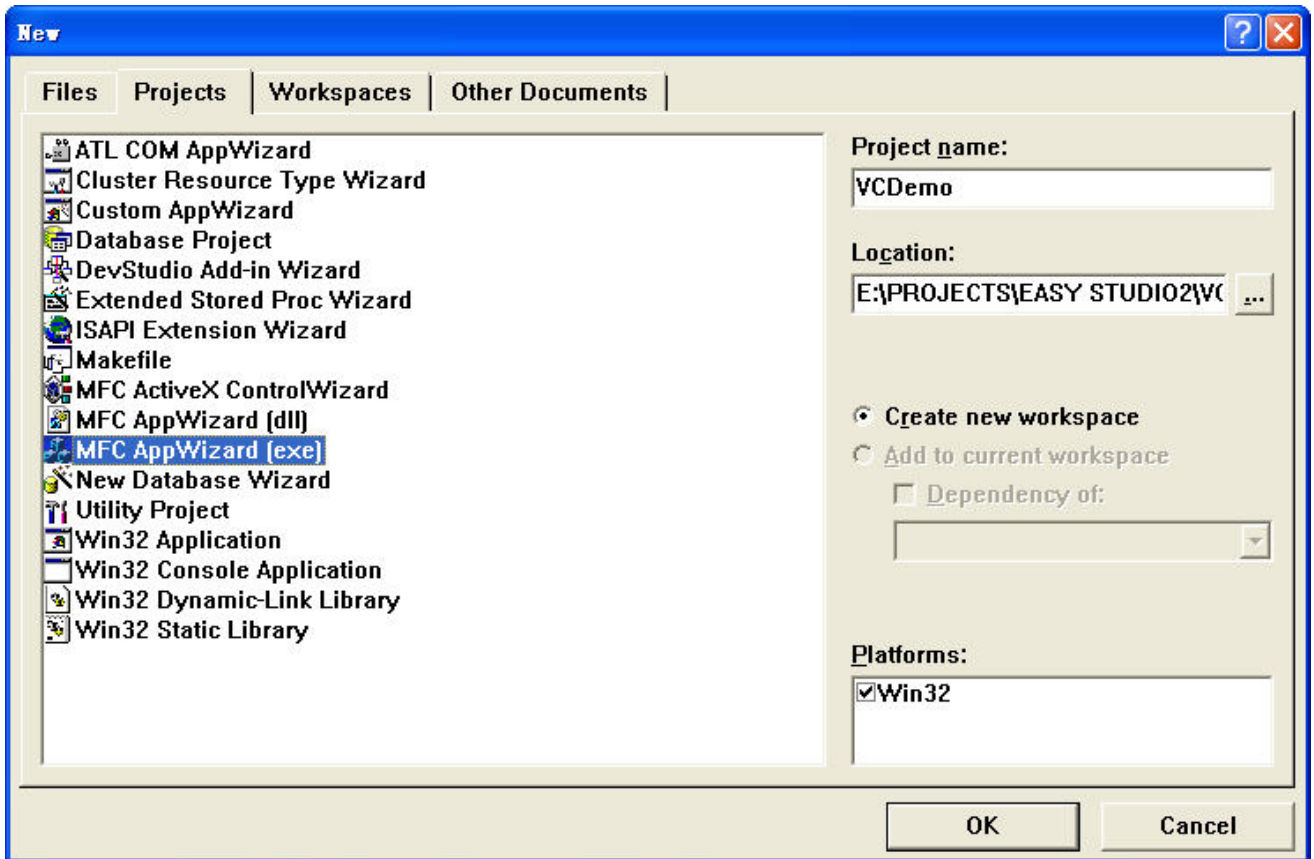 New
Files
Projects
Workspaces
Other Documents
ATL COM AppWizard
Cluster Resource Type Wizard
Custom AppWizard
Database Project
DevStudio Add-in Wizard
Extended Stored Proc Wizard
ISAPI Extension Wizard
Makefile
MFC ActiveX ControlWizard
MFC AppWizard (dll)
MFC AppWizard (exe)
New Database Wizard
Utility Project
Win32 Application
Win32 Console Application
Win32 Dynamic-Link Library
Win32 Static Library
Project name:
VCDemo
Location:
E:\PROJECTS\EASY STUDIO2\VC
...
Create new workspace
Add to current workspace
Dependency of:
Platforms:
Win32
OK
Cancel